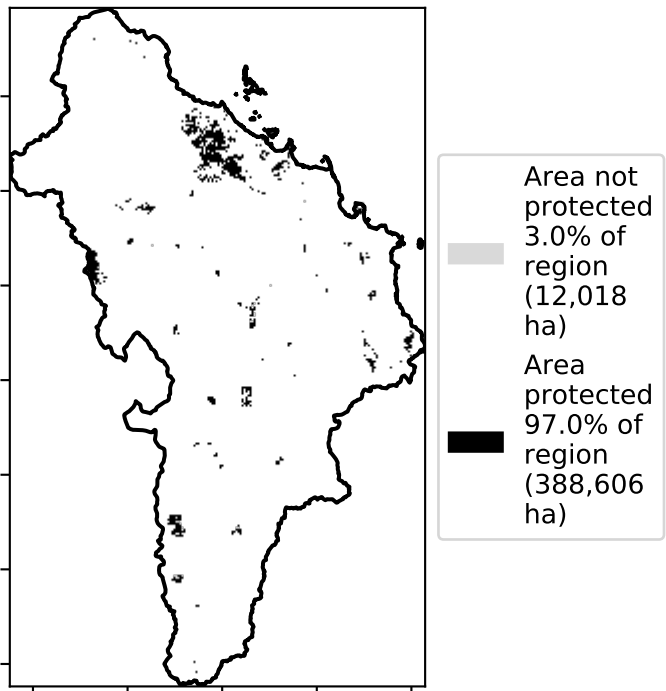 Area not
protected
3.0% of
region
(12,018
ha)
Area
protected
97.0% of
region
(388,606
ha)